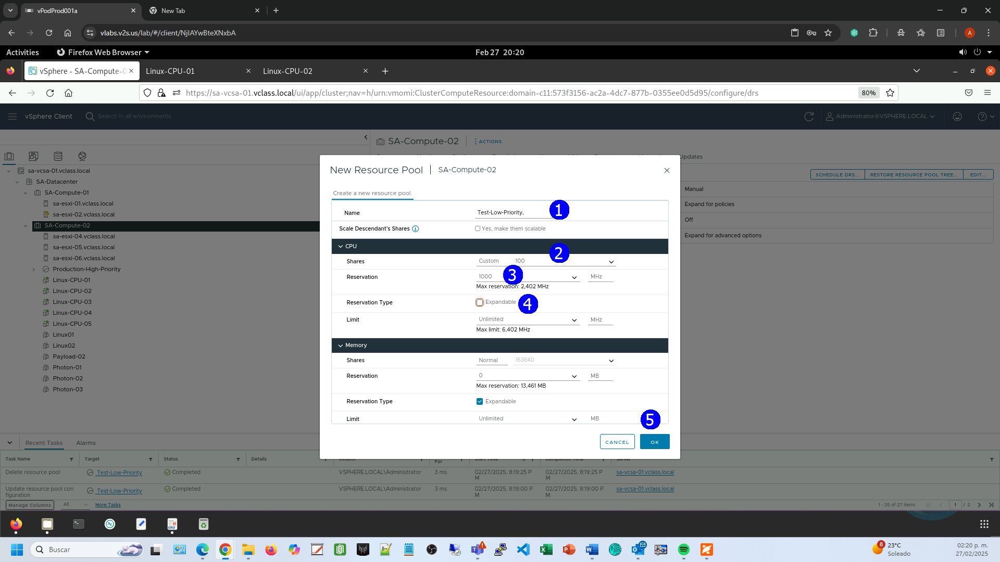 vPodProd001a
New Tab
vlabs.v2s.us/lab/#/client/NjIAYwBteXNxbA
A
Activities
Firefox Web Browser
Feb 27 20:20
vSphere - SA-Compute-0
Linux-CPU-01
Linux-CPU-02
https://sa-vcsa-01.vclass.local/ui/app/cluster;nav=h/urn:vmomi:ClusterComputeResource:domain-c11:573f3156-ac2a-4dc7-877b-0355ee0d5d95/configure/drs
80%
vSphere Client
Search in all environments
Administrator@VSPHERE.LOCAL
SA-Compute-02
ACTIONS
Updates
sa-vcsa-01.vclass.local
SA-Datacenter
SA-Compute-01
sa-esxi-01.vclass.local
sa-esxi-02.vclass.local
SA-Compute-02
sa-esxi-04.vclass.local
sa-esxi-05.vclass.local
sa-esxi-06.vclass.local
Production-High-Priority
Linux-CPU-01
Linux-CPU-02
Linux-CPU-03
Linux-CPU-04
Linux-CPU-05
Linux01
Linux02
Payload-02
Photon-01
Photon-02
Photon-03
SCHEDULE DRS...
RESTORE RESOURCE POOL TREE...
EDIT...
Manual
Expand for policies
Off
Expand for advanced options
New Resource Pool | SA-Compute-02
Create a new resource pool.
Name
Test-Low-Priority,
1
Scale Descendant's Shares
Yes, make them scalable
CPU
2
Shares
Custom 100
Reservation
1000
3
MHz
Max reservation: 2,402 MHz
Reservation Type
Expandable
4
Limit
Unlimited
MHz
Max limit: 6,402 MHz
Memory
Shares
Normal 163840
Reservation
0
MB
Max reservation: 13,461 MB
Reservation Type
Expandable
Limit
Unlimited
MB
5
CANCEL
OK
Recent Tasks
Alarms
Task Name
Target
Status
Details
Initiator
For
Start Time
Completion Time
Server
Delete resource pool
Test-Low-Priority
Completed
VSPHERE.LOCAL\Administrator
3 ms
02/27/2025, 8:19:25 P
M
02/27/2025, 8:19:25 P
M
sa-vcsa-01.vclass.local
Update resource pool con
figuration
Test-Low-Priority
Completed
VSPHERE.LOCAL\Administrator
3 ms
02/27/2025, 8:19:00 P
M
02/27/2025, 8:19:00 P
M
sa-vcsa-01.vclass.local
Manage Columns
All
More Tasks
1 - 25 of 27 items
1 / 2
Buscar
8
23°C
Soleado
02:20 p. m.
27/02/2025